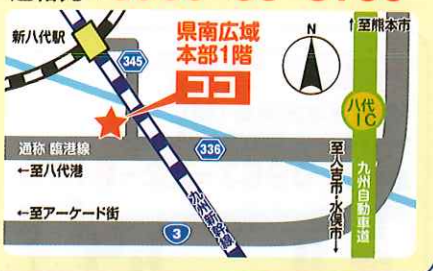 新八代駅
345
県南広域
本部1階
ココ
N
↑至熊本市
八代
IC
通称 臨港線
336
←至八代港
至人吉市・水俣市→
九州自動車道
←至アーケード街
3
九州新幹線